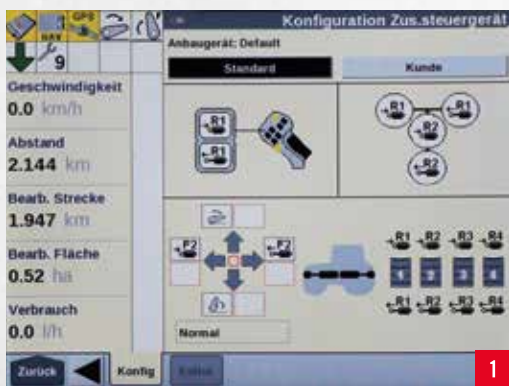 GPS
NAV
9
Konfiguration Zus.steuergerät
Anbaugerät: Default
Standard
Kunde
Geschwindigkeit
0.0 km/h
Abstand
2.144 km
Bearb. Strecke
1.947 km
Bearb. Fläche
0.52 ha
Verbrauch
0.0 l/h
R1
R1
R1
R1
R2
R2
F2
F2
Normal
R1 R2 R3 R4
1 2 3 4
R1 R2 R3 R4
Zurück
Konfig
1